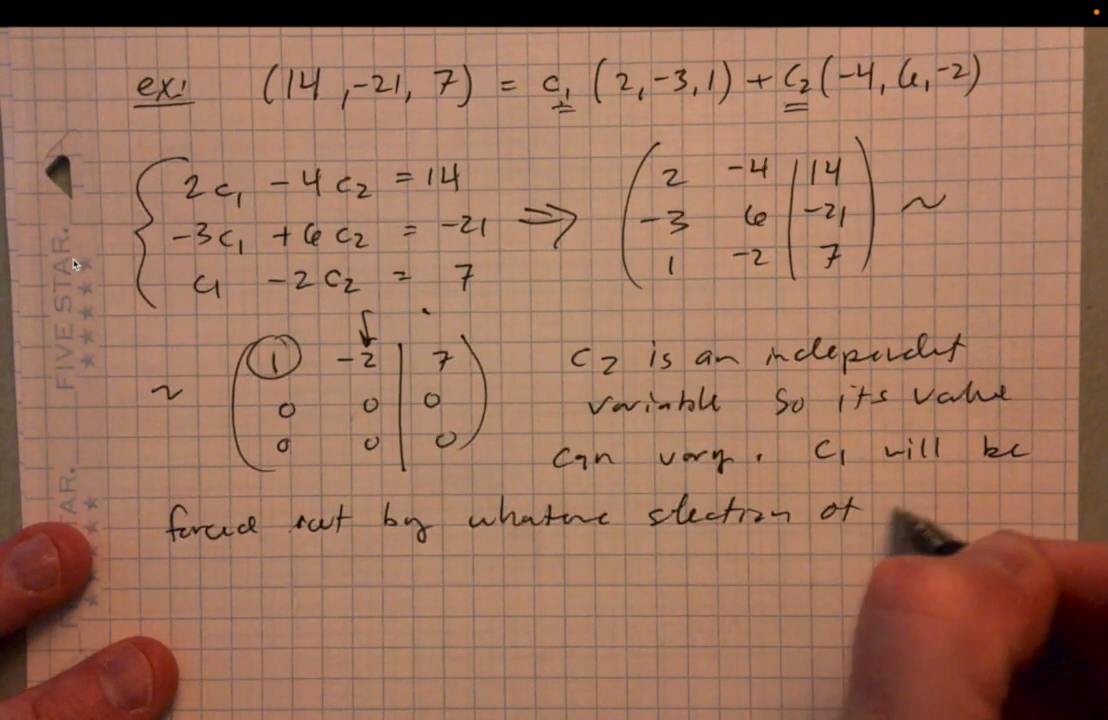 ex: (14, -21, 7) = c₁ (2, -3, 1) + c₂ (-4, 6, -2)
2c₁ - 4c₂ = 14
-3c₁ + 6c₂ = -21
c₁ - 2c₂ = 7
⇒
2 -4 | 14
-3 6 | -21
1 -2 | 7
~
~
1 -2 | 7
0 0 | 0
0 0 | 0
c₂ is an independent
variable so its value
can vary. c₁ will be
forced out by whatever selection of
FIVE STAR.
STAR.